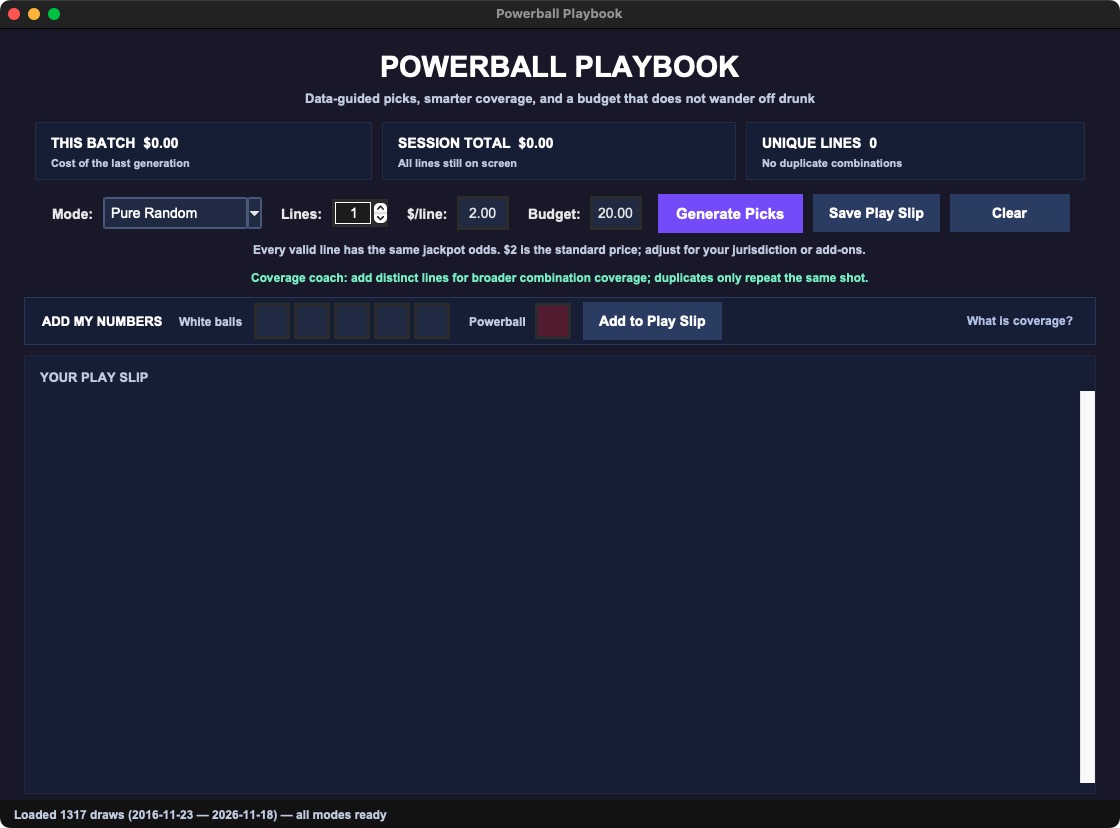 Powerball Playbook
POWERBALL PLAYBOOK
Data-guided picks, smarter coverage, and a budget that does not wander off drunk
THIS BATCH $0.00
Cost of the last generation
SESSION TOTAL $0.00
All lines still on screen
UNIQUE LINES 0
No duplicate combinations
Mode: Pure Random Lines: 1 $/line: 2.00 Budget: 20.00 Generate Picks Save Play Slip Clear
Every valid line has the same jackpot odds. $2 is the standard price; adjust for your jurisdiction or add-ons.
Coverage coach: add distinct lines for broader combination coverage; duplicates only repeat the same shot.
ADD MY NUMBERS White balls Powerball Add to Play Slip What is coverage?
YOUR PLAY SLIP
Loaded 1317 draws (2016-11-23 — 2026-11-18) — all modes ready